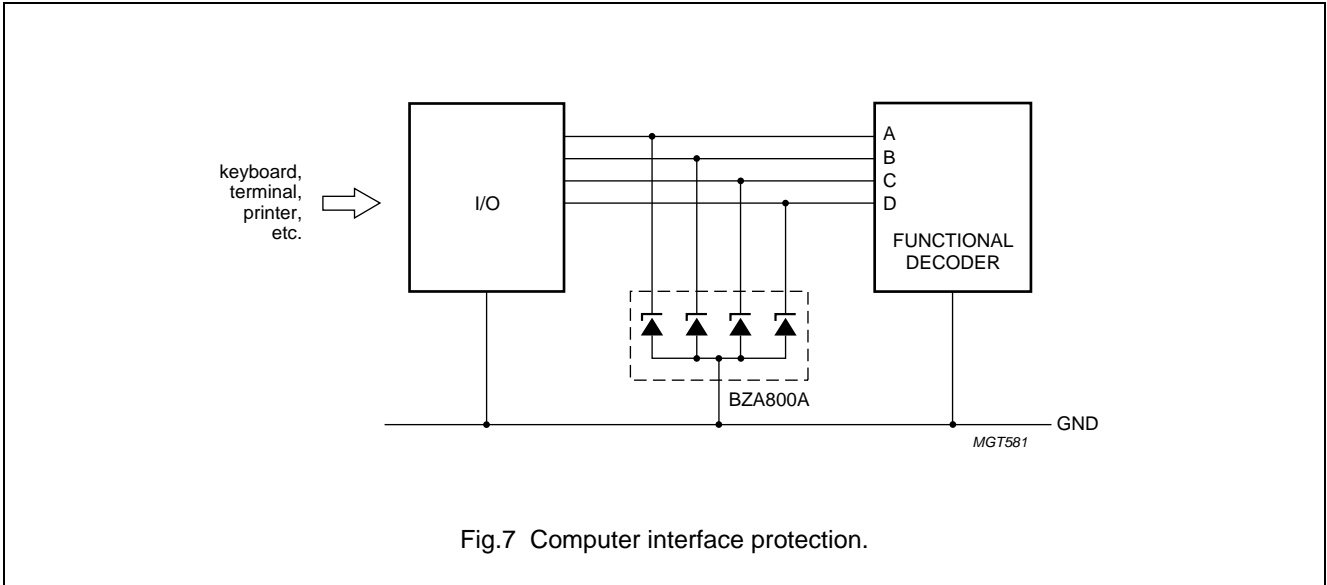 keyboard,
terminal,
printer,
etc.
I/O
A
B
C
D
FUNCTIONAL
DECODER
BZA800A
GND
MGT581
Fig.7 Computer interface protection.